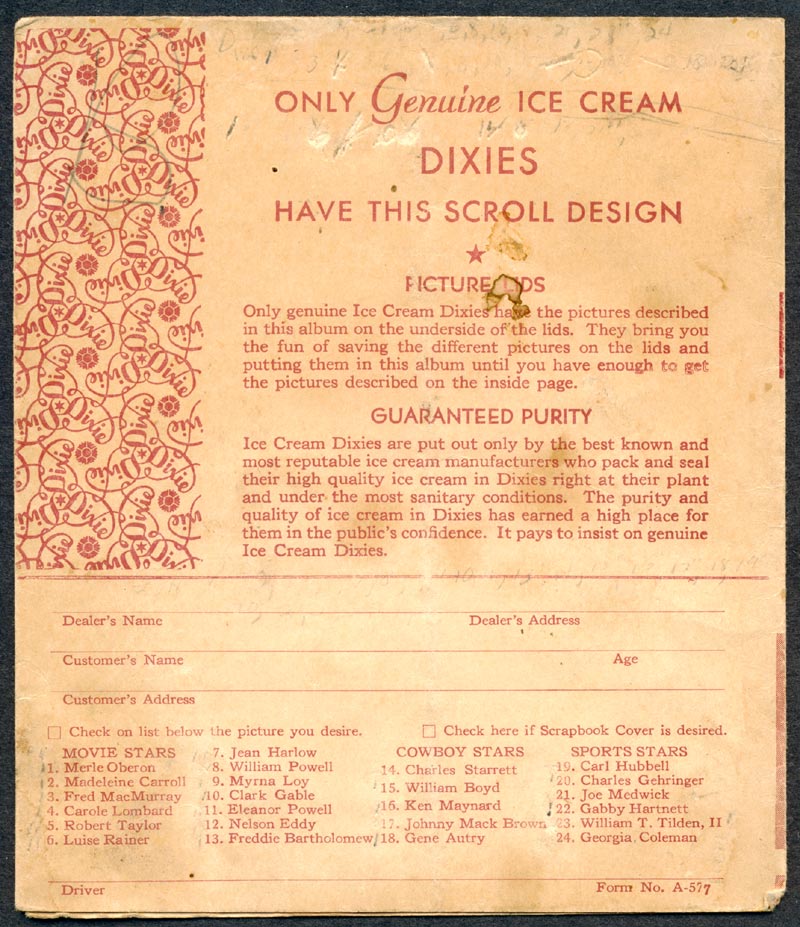 ONLY Genuine ICE CREAM
DIXIES
HAVE THIS SCROLL DESIGN
PICTURE LIDS
Only genuine Ice Cream Dixies have the pictures described
in this album on the underside of the lids. They bring you
the fun of saving the different pictures on the lids and
putting them in this album until you have enough to get
the pictures described on the inside page.
GUARANTEED PURITY
Ice Cream Dixies are put out only by the best known and
most reputable ice cream manufacturers who pack and seal
their high quality ice cream in Dixies right at their plant
and under the most sanitary conditions. The purity and
quality of ice cream in Dixies has earned a high place for
them in the public's confidence. It pays to insist on genuine
Ice Cream Dixies.
Dealer's Name Dealer's Address
Customer's Name Age
Customer's Address
Check on list below the picture you desire. Check here if Scrapbook Cover is desired.
MOVIE STARS
1. Merle Oberon
2. Madeleine Carroll
3. Fred MacMurray
4. Carole Lombard
5. Robert Taylor
6. Luise Rainer
7. Jean Harlow
8. William Powell
9. Myrna Loy
10. Clark Gable
11. Eleanor Powell
12. Nelson Eddy
13. Freddie Bartholomew
COWBOY STARS
14. Charles Starrett
15. William Boyd
16. Ken Maynard
17. Johnny Mack Brown
18. Gene Autry
SPORTS STARS
19. Carl Hubbell
20. Charles Gehringer
21. Joe Medwick
22. Gabby Hartnett
23. William T. Tilden, II
24. Georgia Coleman
Driver Form No. A-577